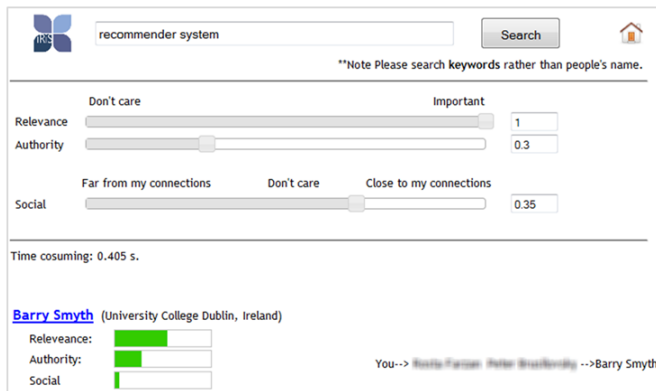 IRIS
recommender system
Search
**Note Please search keywords rather than people's name.
Don't care Important
Relevance 1
Authority 0.3
Far from my connections Don't care Close to my connections
Social 0.35
Time cosuming: 0.405 s.
Barry Smyth (University College Dublin, Ireland)
Releveance:
Authority:
You--> -->Barry Smyth
Social